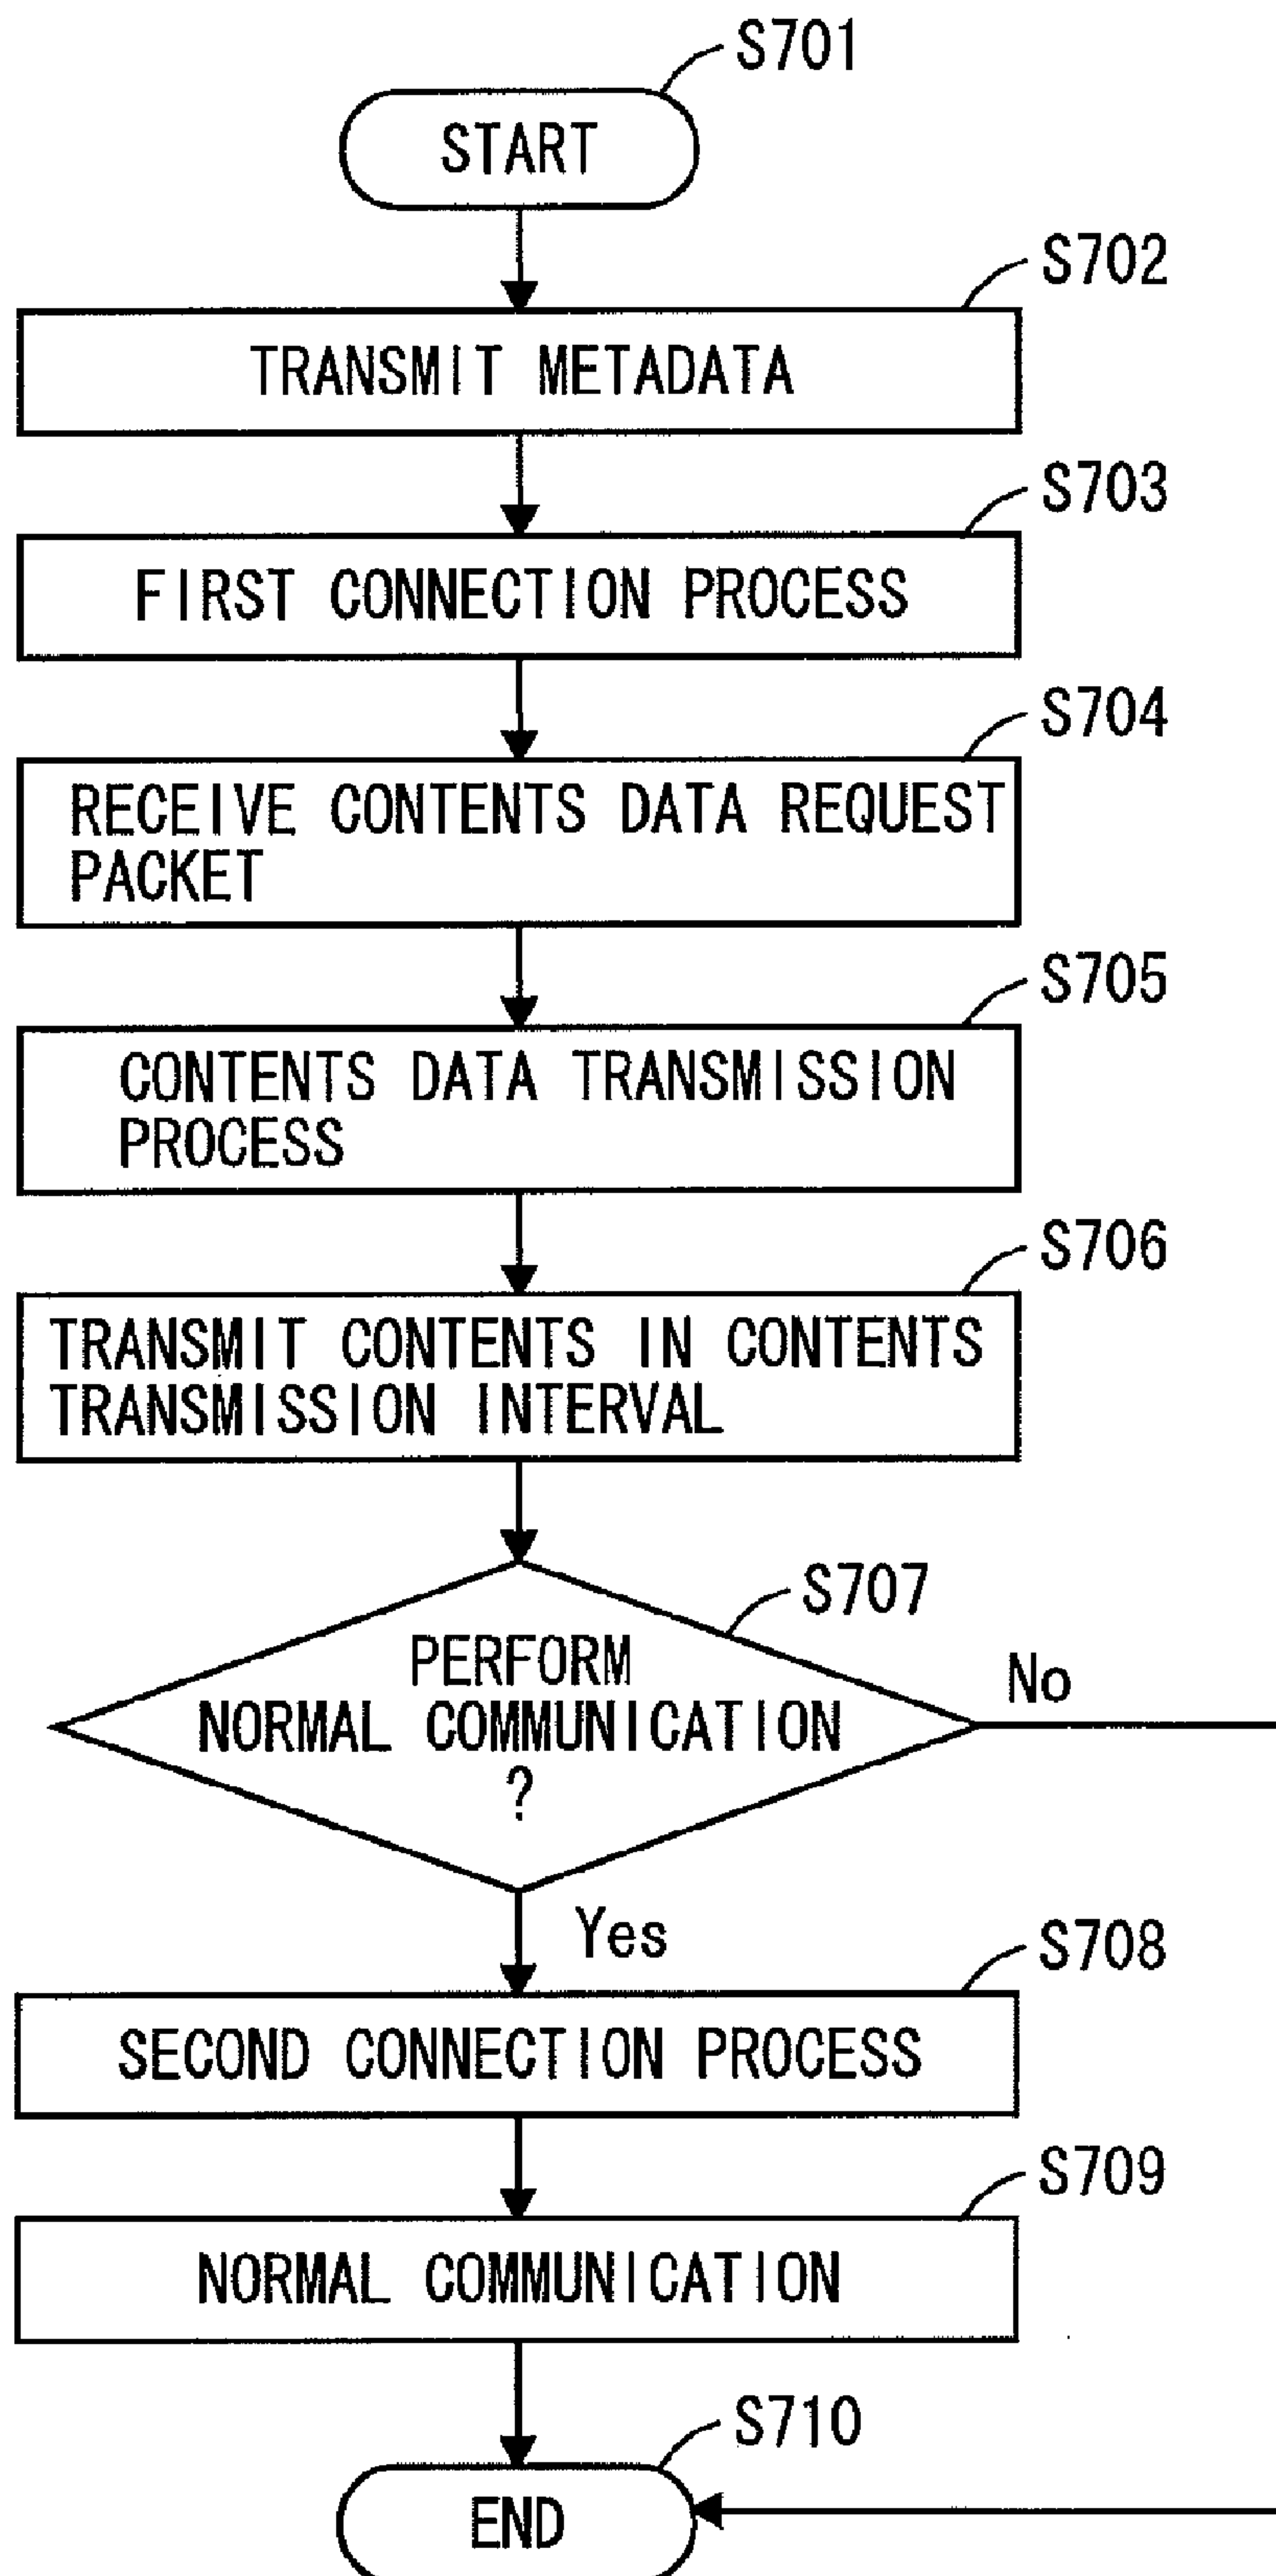 S701
START
S702
TRANSMIT METADATA
S703
FIRST CONNECTION PROCESS
S704
RECEIVE CONTENTS DATA REQUEST
PACKET
S705
CONTENTS DATA TRANSMISSION
PROCESS
S706
TRANSMIT CONTENTS IN CONTENTS
TRANSMISSION INTERVAL
S707
PERFORM
NORMAL COMMUNICATION
?
No
Yes
S708
SECOND CONNECTION PROCESS
S709
NORMAL COMMUNICATION
S710
END